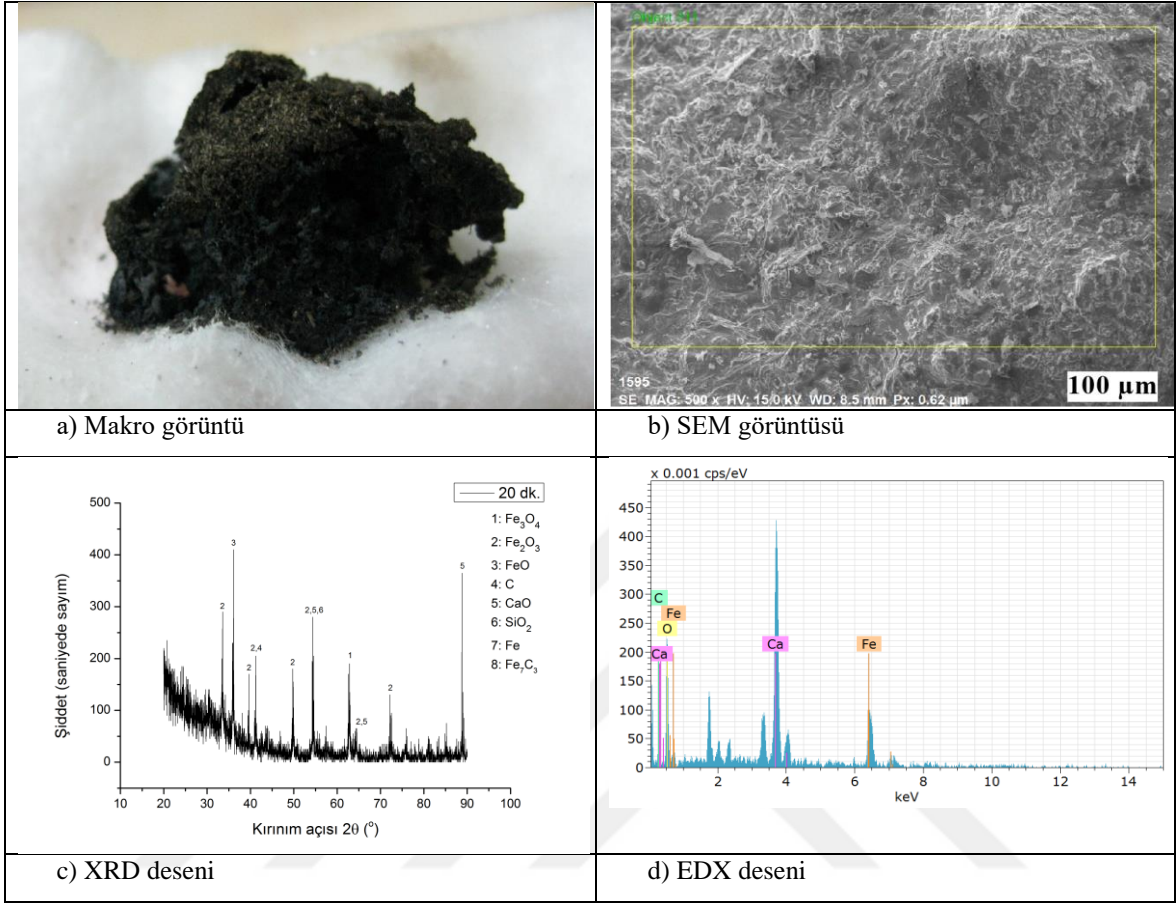 1595
SE MAG: 500 x HV: 15.0 kV WD: 8.5 mm Px: 0.62 µm
100 µm
a) Makro görüntü
b) SEM görüntüsü
20 dk.
1: Fe₃O₄
2: Fe₂O₃
3: FeO
4: C
5: CaO
6: SiO₂
7: Fe
8: Fe₇C₃
Şiddet (saniyede sayım)
500
400
300
200
100
0
2
3
2
2,4
2
2,5,6
1
2,5
2
5
10 20 30 40 50 60 70 80 90 100
Kırınım açısı 2θ (°)
x 0.001 cps/eV
450
400
350
300
250
200
150
100
50
0
C
Fe
O
Ca
Ca
Fe
2 4 6 8 10 12 14
keV
c) XRD deseni
d) EDX deseni